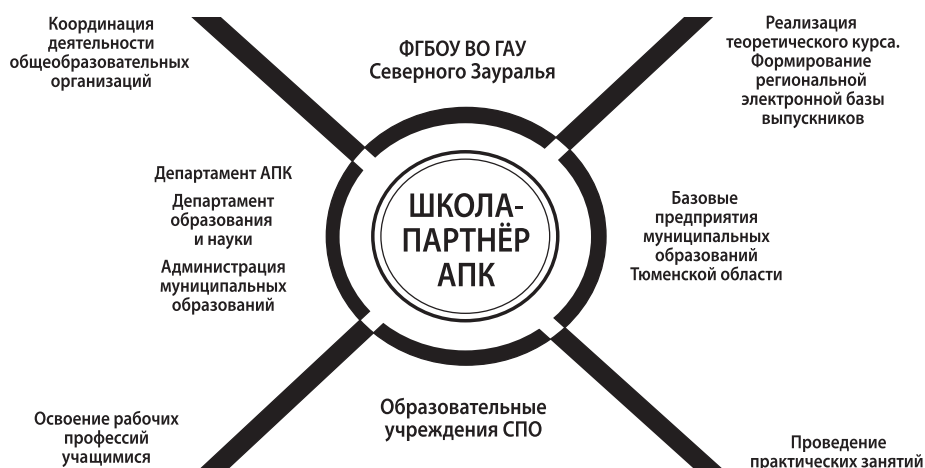 Координация
деятельности
общеобразовательных
организаций
ФГБОУ ВО ГАУ
Северного Зауралья
Реализация
теоретического курса.
Формирование
региональной
электронной базы
выпускников
Департамент АПК
Департамент
образования
и науки
Администрация
муниципальных
образований
ШКОЛА-
ПАРТНЁР
АПК
Базовые
предприятия
муниципальных
образований
Тюменской области
Освоение рабочих
профессий
учащимися
Образовательные
учреждения СПО
Проведение
практических занятий